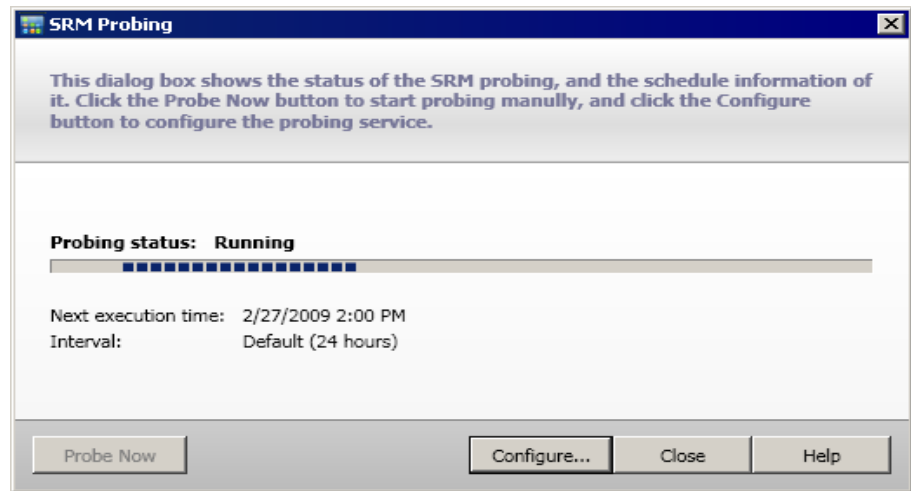 SRM Probing
This dialog box shows the status of the SRM probing, and the schedule information of
it. Click the Probe Now button to start probing manully, and click the Configure
button to configure the probing service.
Probing status: Running
Next execution time: 2/27/2009 2:00 PM
Interval: Default (24 hours)
Probe Now Configure... Close Help